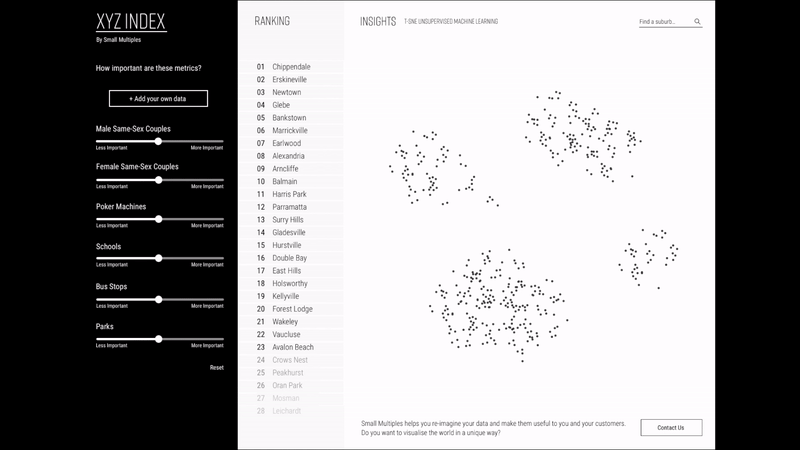 XYZ INDEX
By Small Multiples
How important are these metrics?
+ Add your own data
Male Same-Sex Couples
Less Important More Important
Female Same-Sex Couples
Less Important More Important
Poker Machines
Less Important More Important
Schools
Less Important More Important
Bus Stops
Less Important More Important
Parks
Less Important More Important
Reset
RANKING
01 Chippendale
02 Erskineville
03 Newtown
04 Glebe
05 Bankstown
06 Marrickville
07 Earlwood
08 Alexandria
09 Arncliffe
10 Balmain
11 Harris Park
12 Parramatta
13 Surry Hills
14 Gladesville
15 Hurstville
16 Double Bay
17 East Hills
18 Holsworthy
19 Kellyville
20 Forest Lodge
21 Wakeley
22 Vaucluse
23 Avalon Beach
24 Crows Nest
25 Peakhurst
26 Oran Park
27 Mosman
28 Leichardt
INSIGHTS T-SNE UNSUPERVISED MACHINE LEARNING
Find a suburb...
Small Multiples helps you re-imagine your data and make them useful to you and your customers.
Do you want to visualise the world in a unique way?
Contact Us